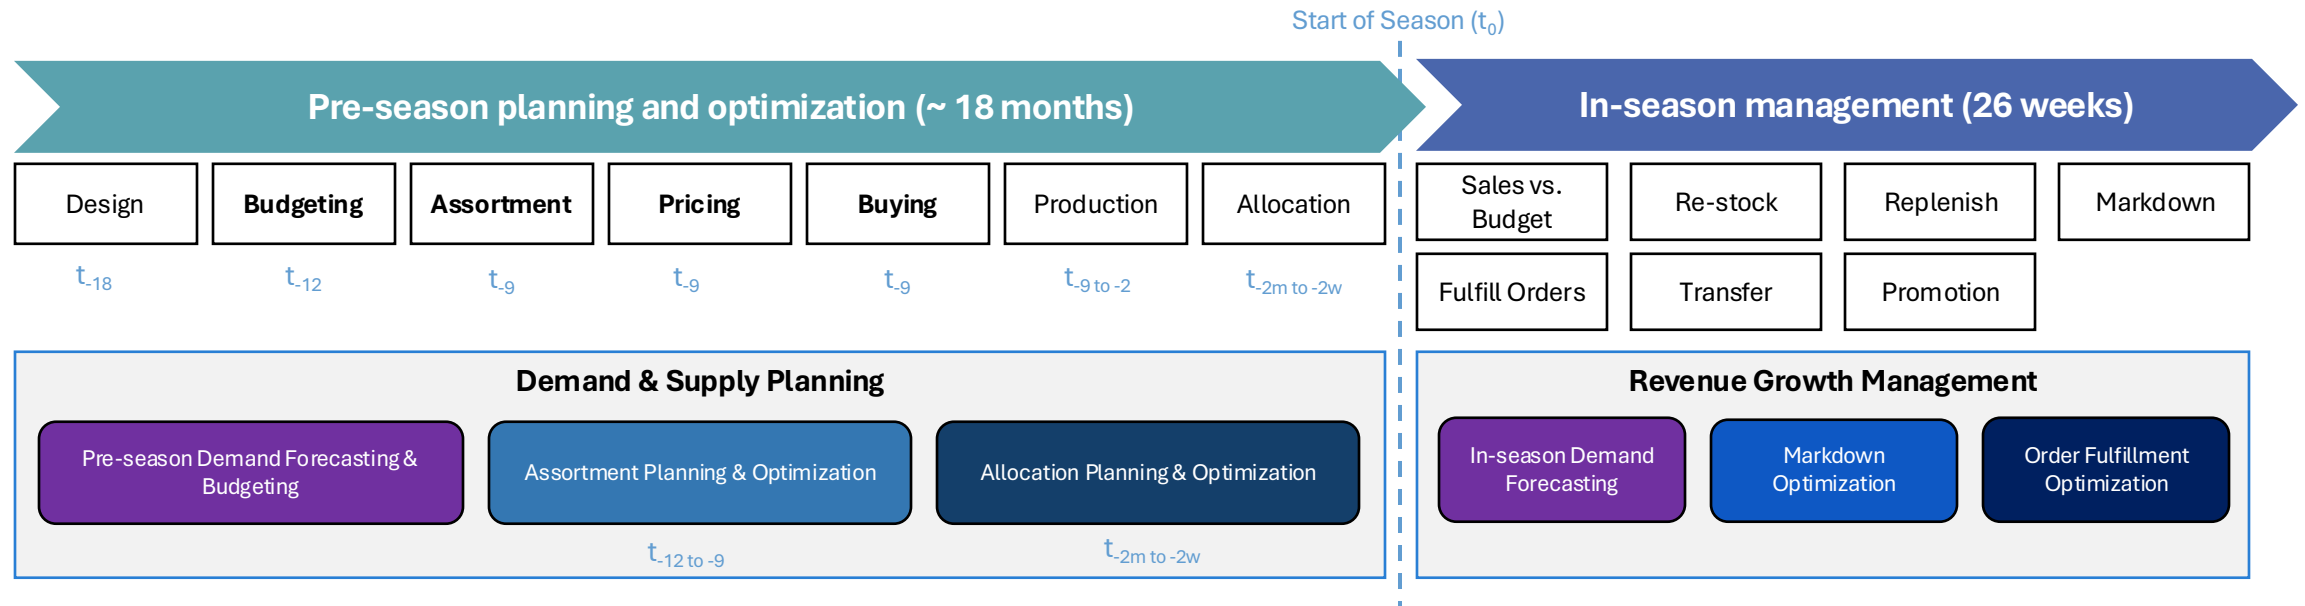 Start of Season (t0)
Pre-season planning and optimization (~ 18 months)
In-season management (26 weeks)
Design
Budgeting
Assortment
Pricing
Buying
Production
Allocation
t-18
t-12
t-9
t-9
t-9
t-9 to -2
t-2m to -2w
Sales vs.
Budget
Re-stock
Replenish
Markdown
Fulfill Orders
Transfer
Promotion
Demand & Supply Planning
Pre-season Demand Forecasting &
Budgeting
Assortment Planning & Optimization
Allocation Planning & Optimization
t-12 to -9
t-2m to -2w
Revenue Growth Management
In-season Demand
Forecasting
Markdown
Optimization
Order Fulfillment
Optimization